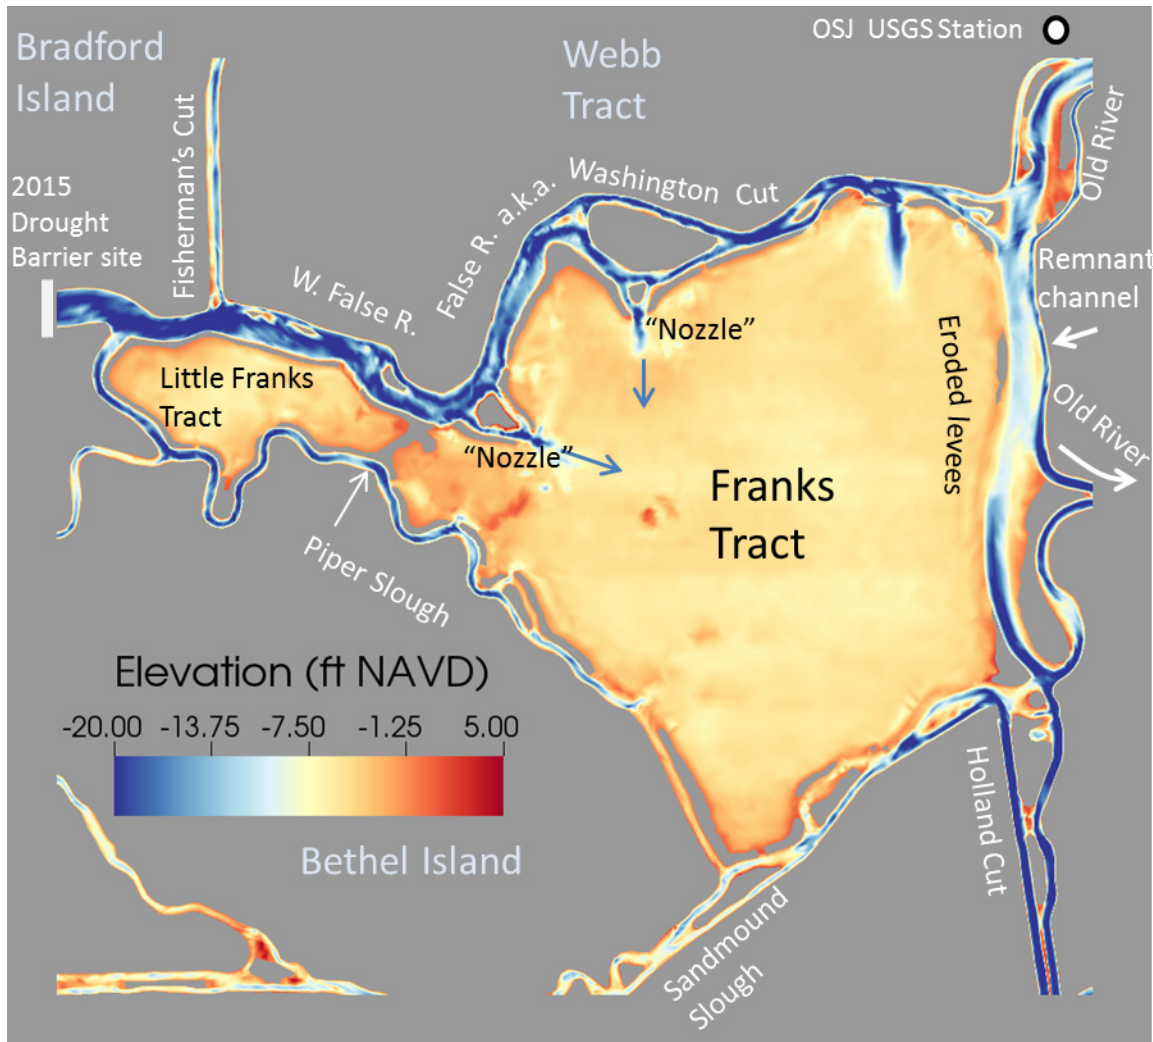 Bradford
Island
Webb
Tract
OSJ USGS Station
2015
Drought
Barrier site
Fisherman's Cut
W. False R.
False R. a.k.a.
Washington Cut
Old River
Remnant
channel
"Nozzle"
Eroded levees
Little Franks
Tract
"Nozzle"
Old River
Franks
Tract
Piper Slough
Elevation (ft NAVD)
-20.00 -13.75 -7.50 -1.25 5.00
Bethel Island
Holland Cut
Sandmound
Slough